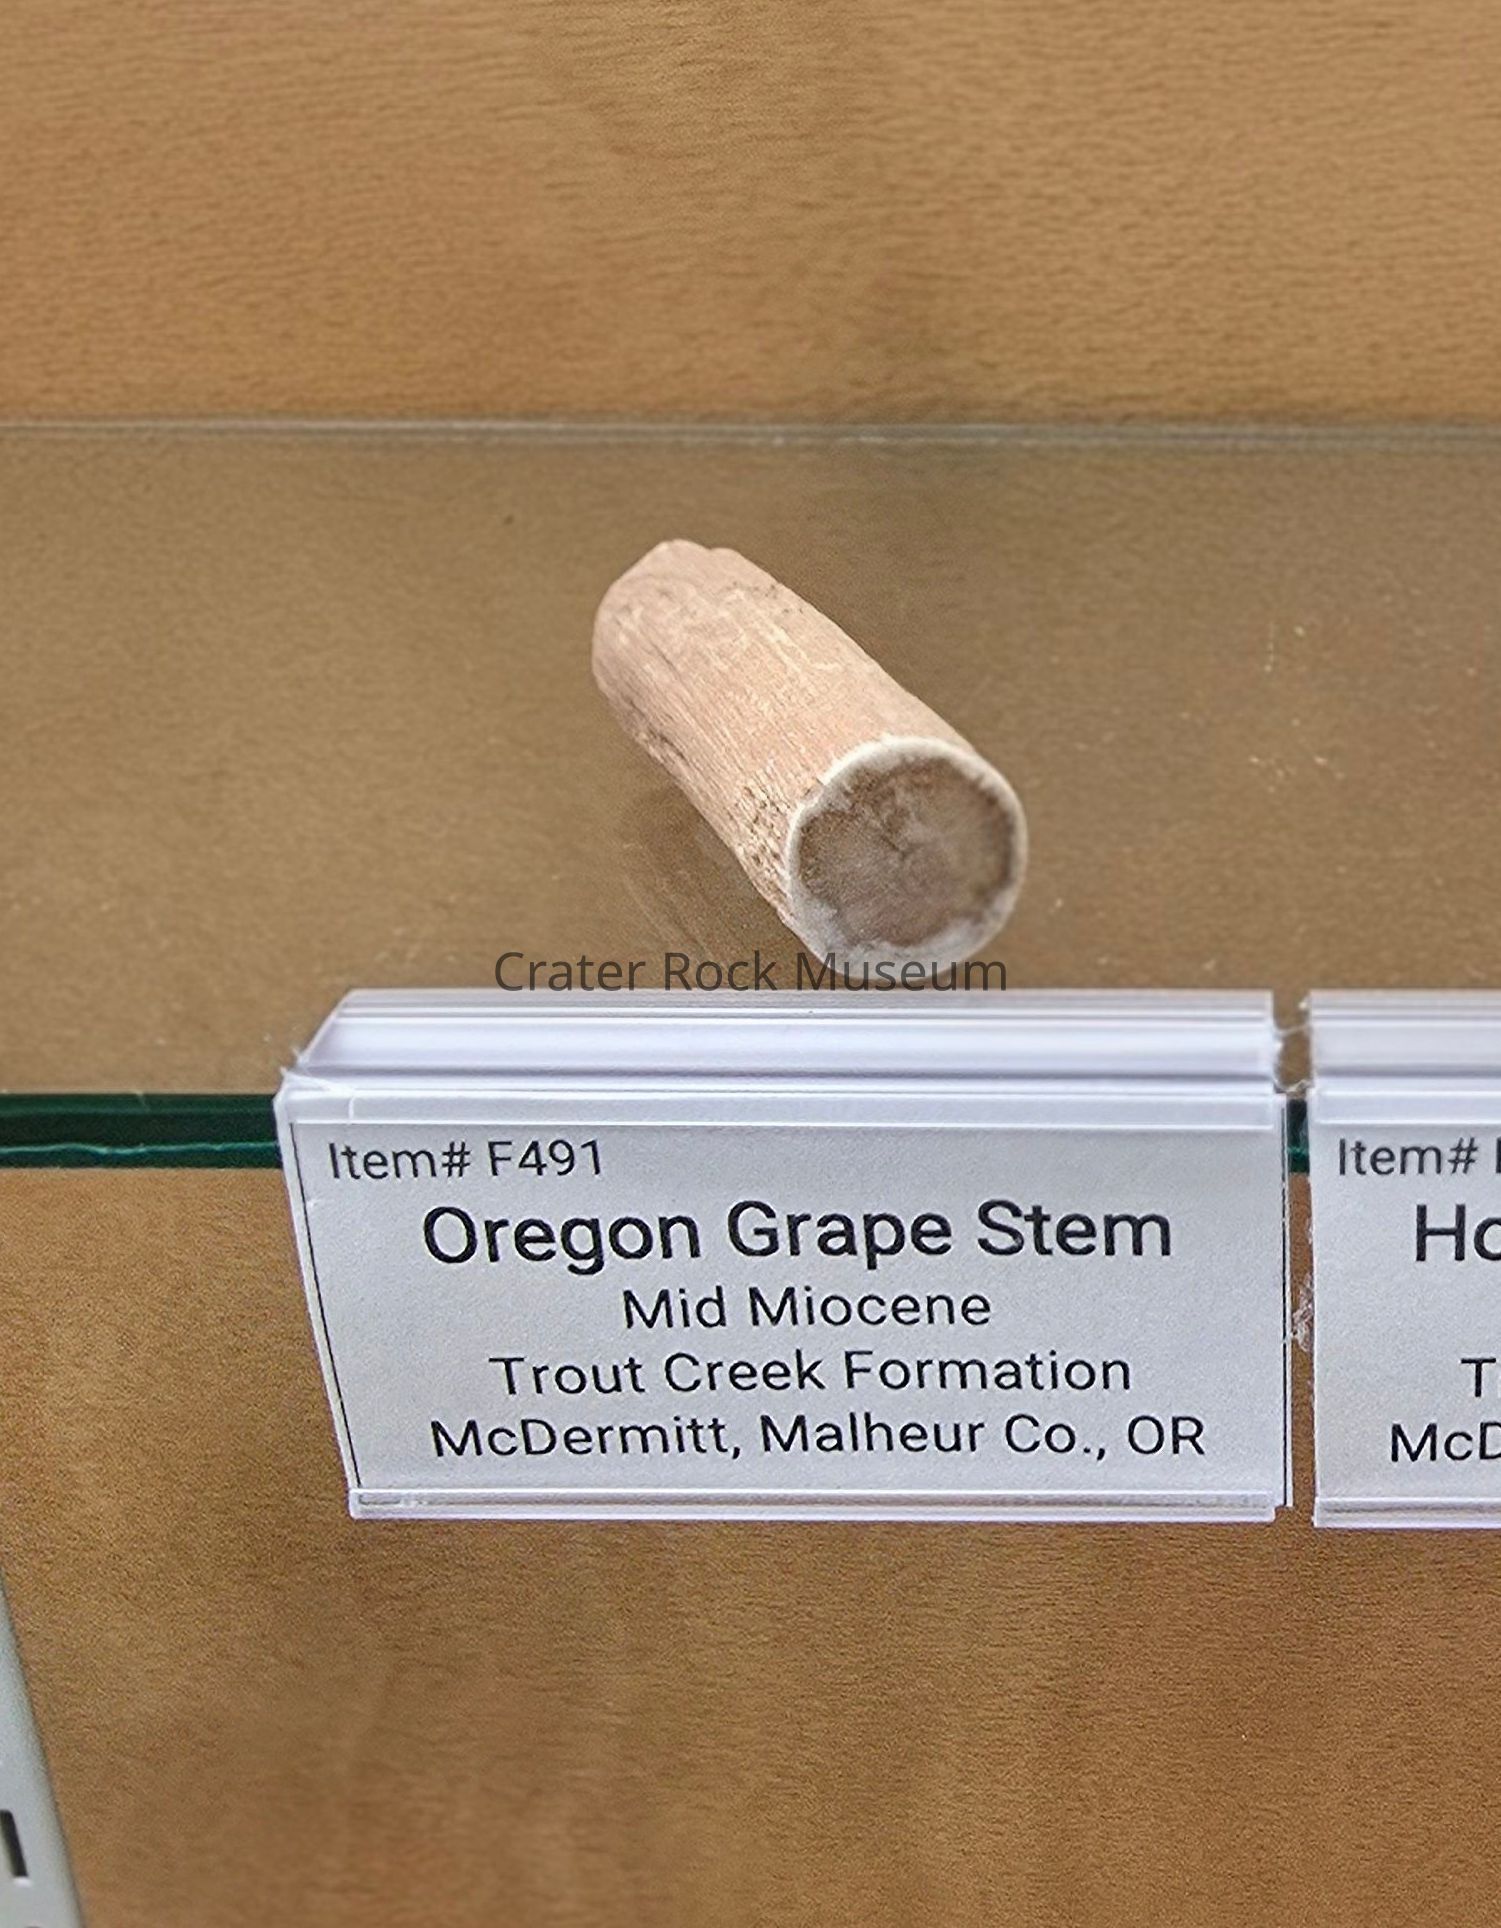 Crater Rock Museum
Item# F491
Oregon Grape Stem
Mid Miocene
Trout Creek Formation
McDermitt, Malheur Co., OR
Item#